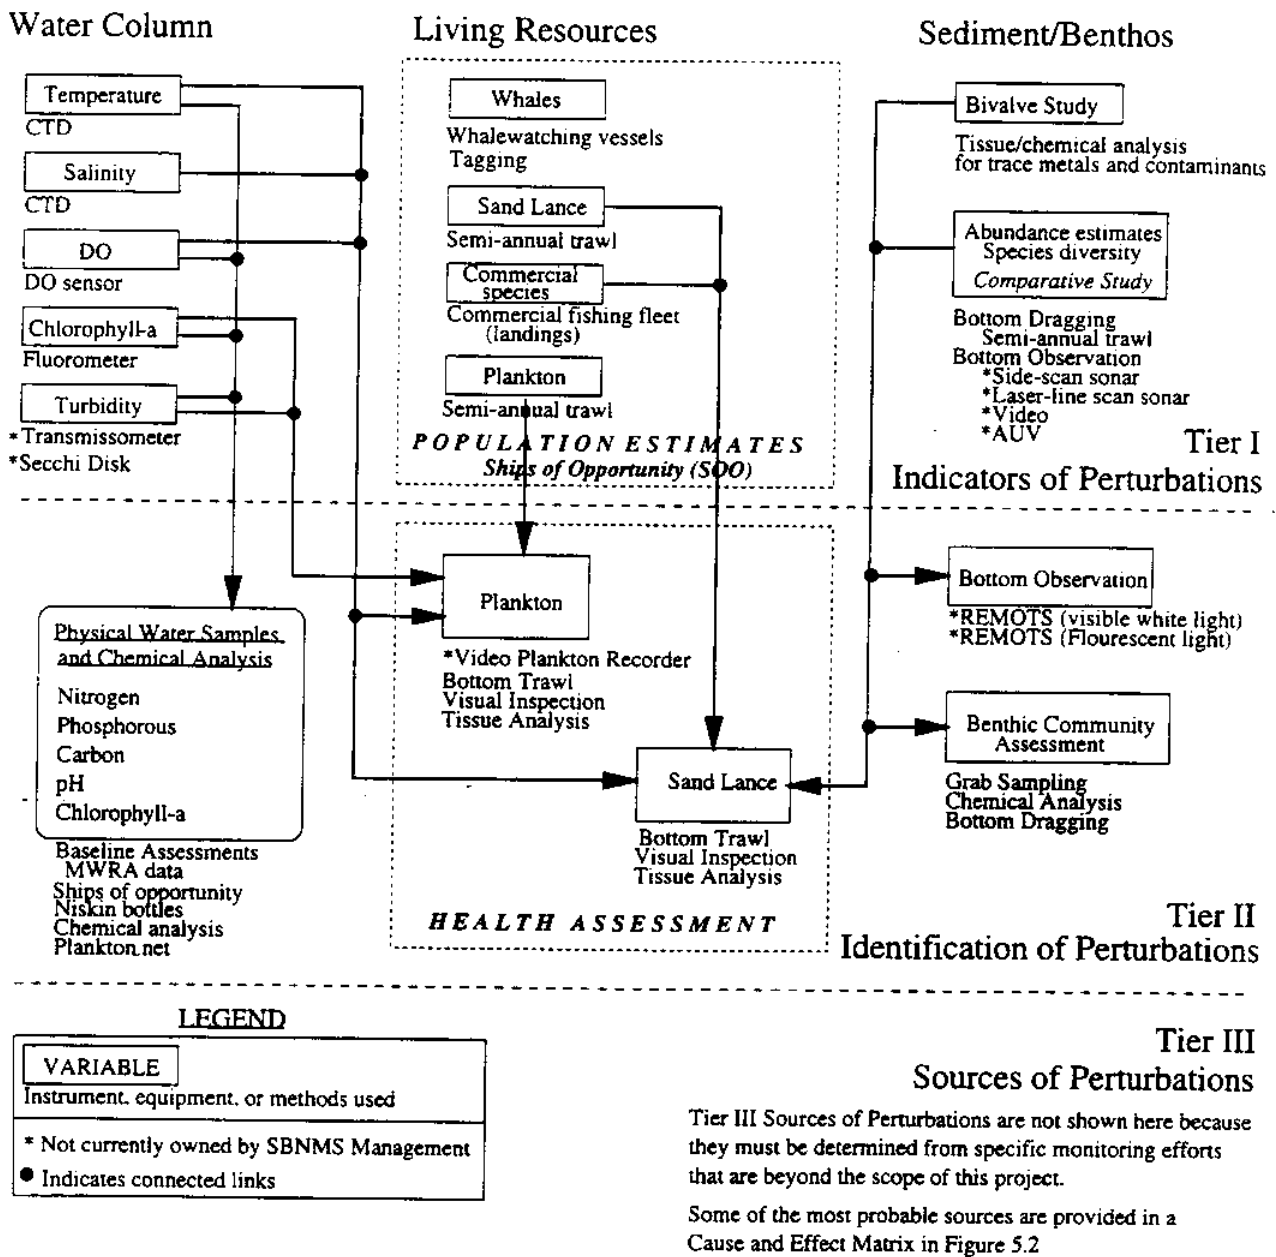 Water Column
Temperature
CTD
Salinity
CTD
DO
DO sensor
Chlorophyll-a
Fluorometer
Turbidity
*Transmissometer
*Secchi Disk
Living Resources
Whales
Whalewatching vessels
Tagging
Sand Lance
Semi-annual trawl
Commercial
species
Commercial fishing fleet
(landings)
Plankton
Semi-annual trawl
POPULATION ESTIMATES
Ships of Opportunity (SOO)
Sediment/Benthos
Bivalve Study
Tissue/chemical analysis
for trace metals and contaminants
Abundance estimates
Species diversity
Comparative Study
Bottom Dragging
Semi-annual trawl
Bottom Observation
*Side-scan sonar
*Laser-line scan sonar
*Video
*AUV
Tier I
Indicators of Perturbations
Physical Water Samples
and Chemical Analysis
Nitrogen
Phosphorous
Carbon
pH
Chlorophyll-a
Baseline Assessments
MWRA data
Ships of opportunity
Niskin bottles
Chemical analysis
Plankton net
Plankton
*Video Plankton Recorder
Bottom Trawl
Visual Inspection
Tissue Analysis
Sand Lance
Bottom Trawl
Visual Inspection
Tissue Analysis
HEALTH ASSESSMENT
Bottom Observation
*REMOTS (visible white light)
*REMOTS (Flourescent light)
Benthic Community
Assessment
Grab Sampling
Chemical Analysis
Bottom Dragging
Tier II
Identification of Perturbations
LEGEND
VARIABLE
Instrument, equipment, or methods used
* Not currently owned by SBNMS Management
● Indicates connected links
Tier III
Sources of Perturbations
Tier III Sources of Perturbations are not shown here because
they must be determined from specific monitoring efforts
that are beyond the scope of this project.
Some of the most probable sources are provided in a
Cause and Effect Matrix in Figure 5.2